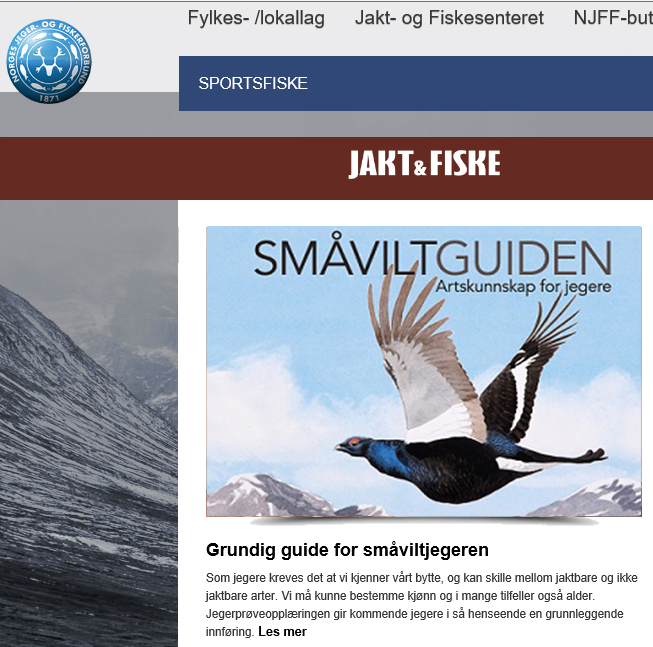 Fylkes- /lokallag Jakt- og Fiskesenteret NJFF-but
NORGES JEGER- OG FISKERFORBUND
1871
SPORTSFISKE
JAKT & FISKE
SMÅVILTGUIDEN
Artskunnskap for jegere
Grundig guide for småviltjegeren
Som jegere kreves det at vi kjenner vårt bytte, og kan skille mellom jaktbare og ikke
jaktbare arter. Vi må kunne bestemme kjønn og i mange tilfeller også alder.
Jegerprøveopplæringen gir kommende jegere i så henseende en grunnleggende
innføring. Les mer